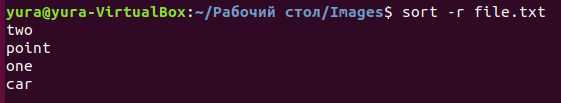 yura@yura-VirtualBox:~/Рабочий стол/Images$ sort -r file.txt
two
point
one
car